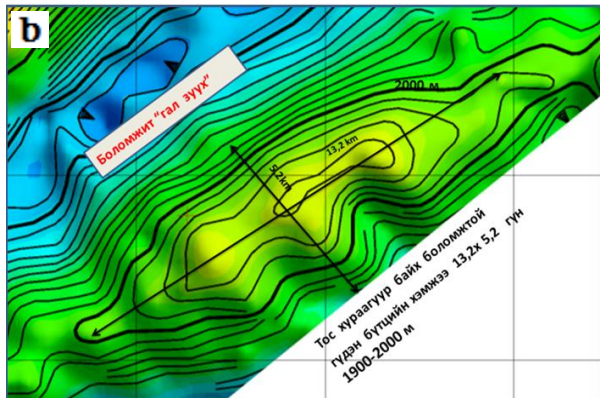 b
Боломжит “гал зуух”
2000 м
13,2 km
5,2 km
Тос хураагуур байх боломжтой
гүдэн бүтцийн хэмжээ 13,2х 5,2 гүн
1900-2000 м